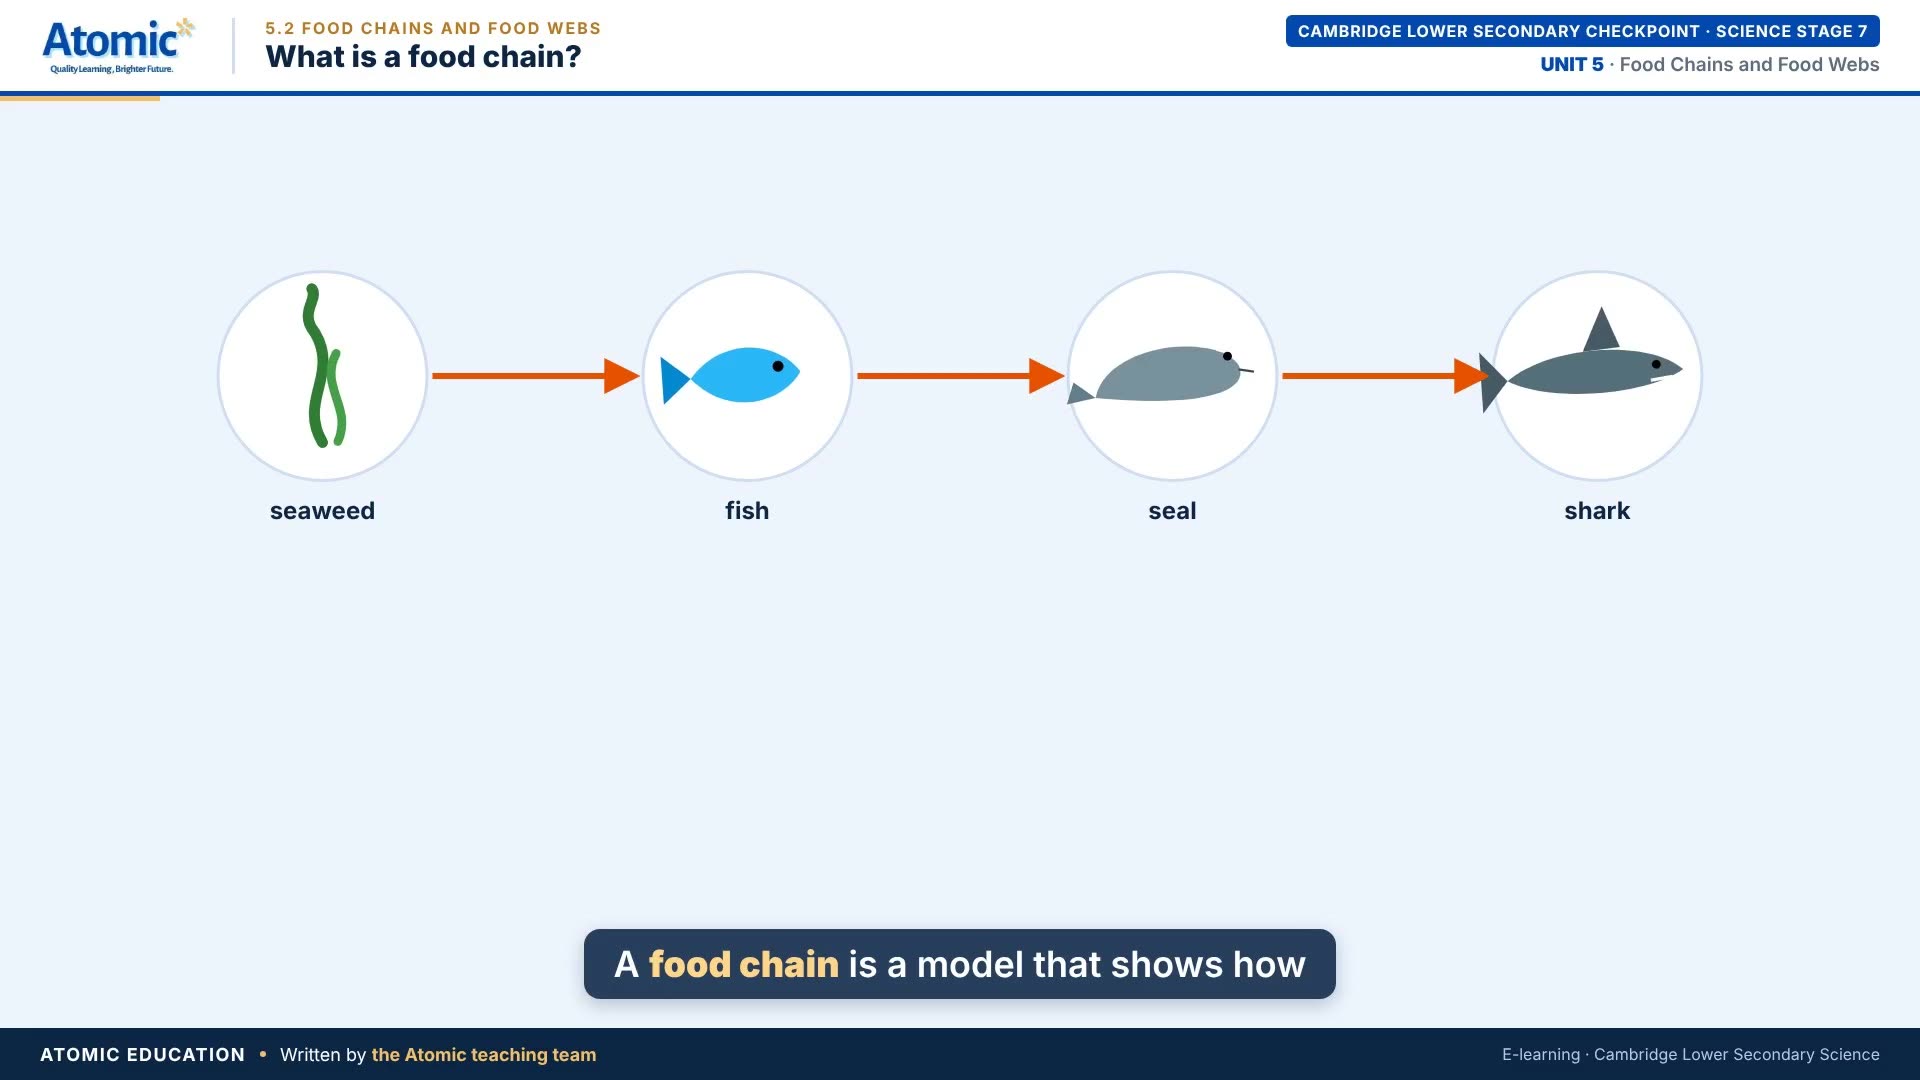 Atomic
Quality Learning, Brighter Future.
5.2 FOOD CHAINS AND FOOD WEBS
What is a food chain?
CAMBRIDGE LOWER SECONDARY CHECKPOINT · SCIENCE STAGE 7
UNIT 5 · Food Chains and Food Webs
seaweed
fish
seal
shark
A food chain is a model that shows how
ATOMIC EDUCATION • Written by the Atomic teaching team
E-learning · Cambridge Lower Secondary Science